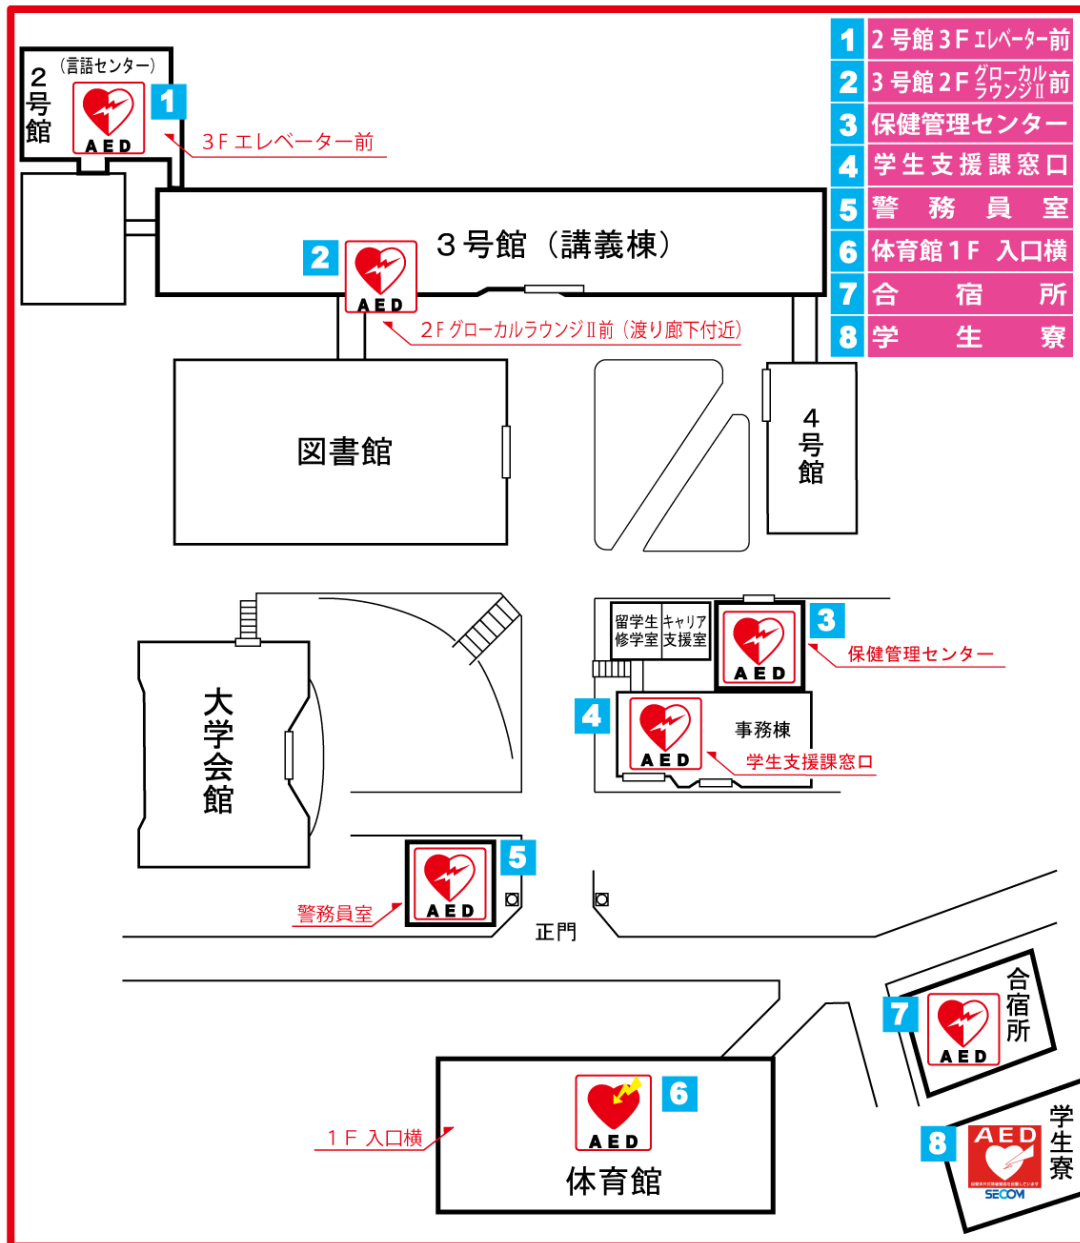 1 2号館3Fエレベーター前
2 3号館2Fグローカルラウンジⅱ前
3 保健管理センター
4 学生支援課窓口
5 警務員室
6 体育館1F 入口横
7 合宿所
8 学生寮
2号館
(言語センター)
AED
1
3Fエレベーター前
3号館(講義棟)
2
AED
2Fグローカルラウンジⅱ前(渡り廊下付近)
図書館
4号館
留学生
修学室
キャリア
支援室
AED
3
保健管理センター
4
AED
事務棟
学生支援課窓口
大学会館
AED
5
警務員室
正門
7
AED
合宿所
AED
6
1F 入口横
体育館
8
AED
SECOM
学生寮